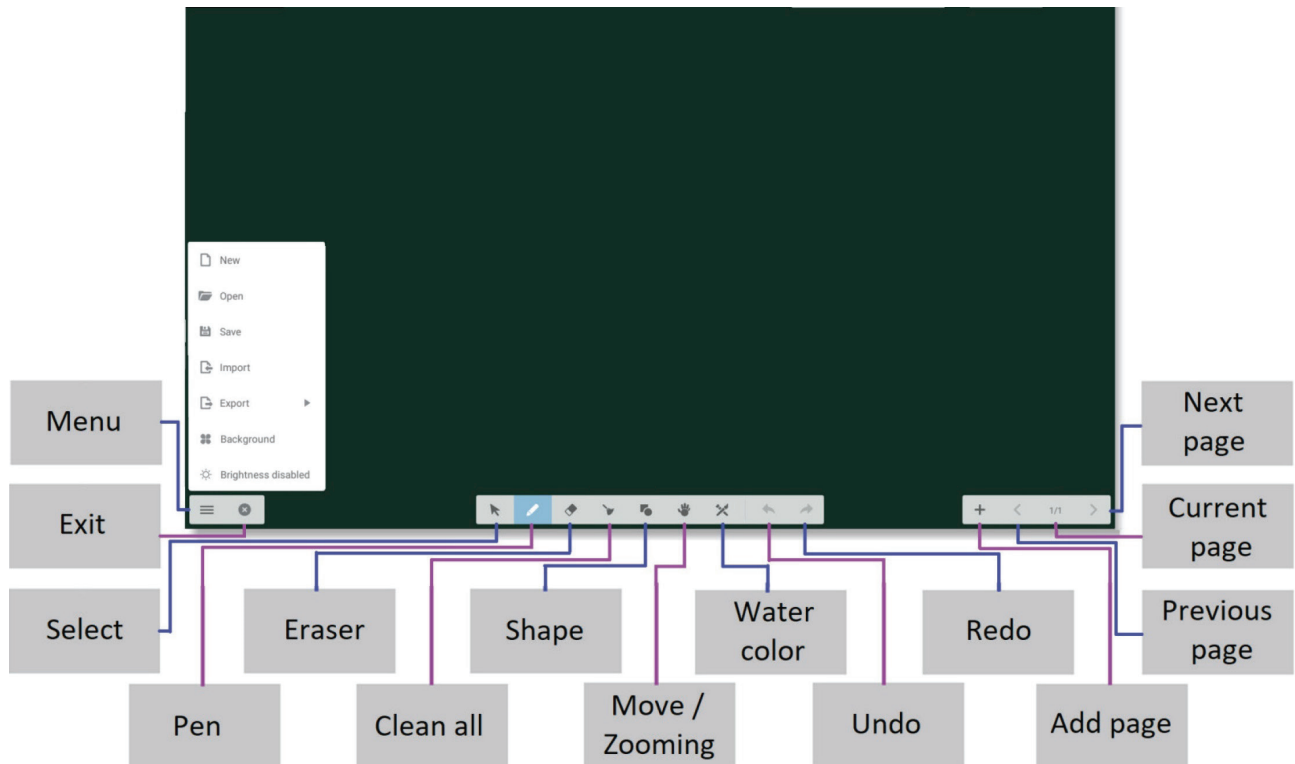 New
Open
Save
Import
Export
Background
Brightness disabled
1/1
Menu
Exit
Select
Pen
Eraser
Clean all
Shape
Move /
Zooming
Water
color
Undo
Redo
Add page
Next
page
Current
page
Previous
page